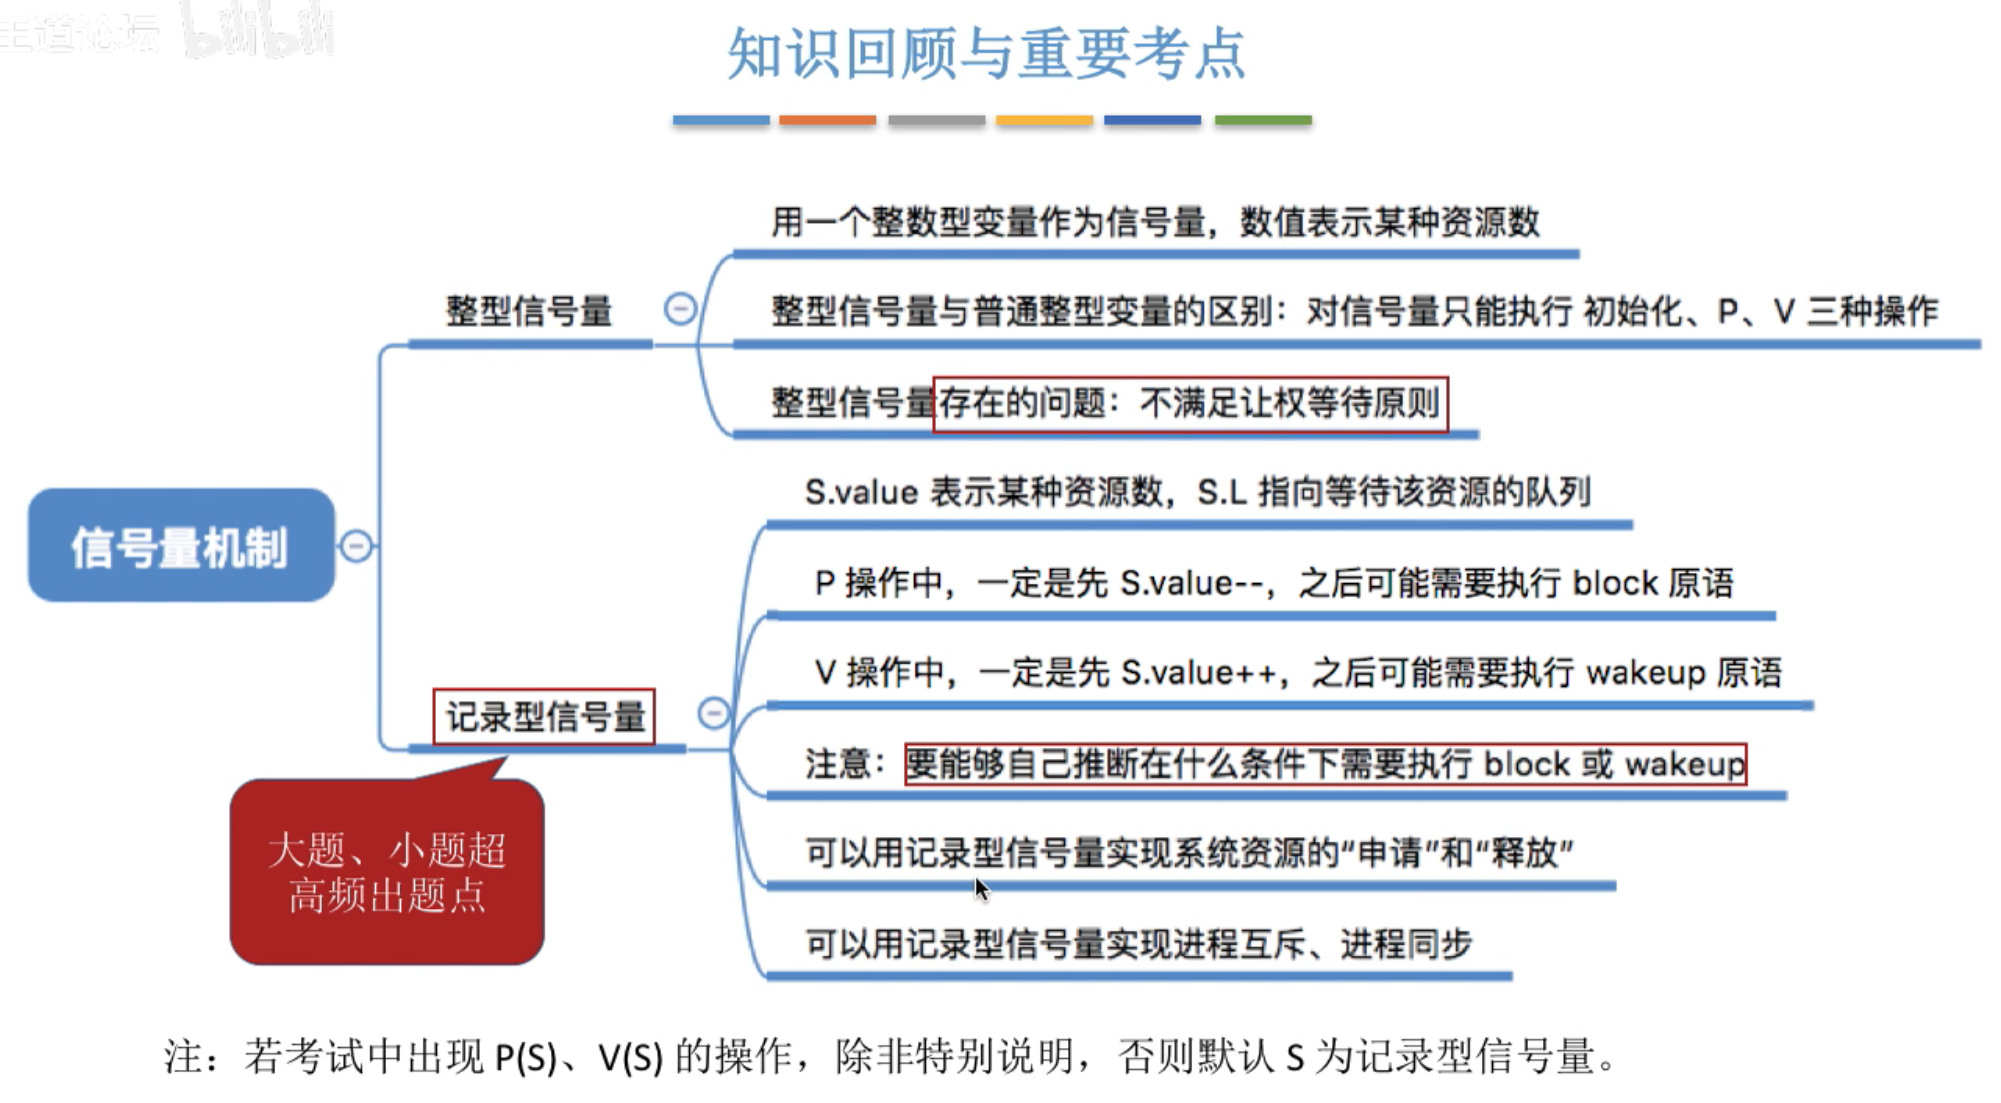 王道论坛 bilibili
知识回顾与重要考点
用一个整数型变量作为信号量，数值表示某种资源数
整型信号量
整型信号量与普通整型变量的区别：对信号量只能执行 初始化、P、V 三种操作
整型信号量存在的问题：不满足让权等待原则
信号量机制
S.value 表示某种资源数，S.L 指向等待该资源的队列
P 操作中，一定是先 S.value--，之后可能需要执行 block 原语
V 操作中，一定是先 S.value++，之后可能需要执行 wakeup 原语
记录型信号量
注意：要能够自己推断在什么条件下需要执行 block 或 wakeup
可以用记录型信号量实现系统资源的“申请”和“释放”
可以用记录型信号量实现进程互斥、进程同步
大题、小题超
高频出题点
注：若考试中出现 P(S)、V(S) 的操作，除非特别说明，否则默认 S 为记录型信号量。